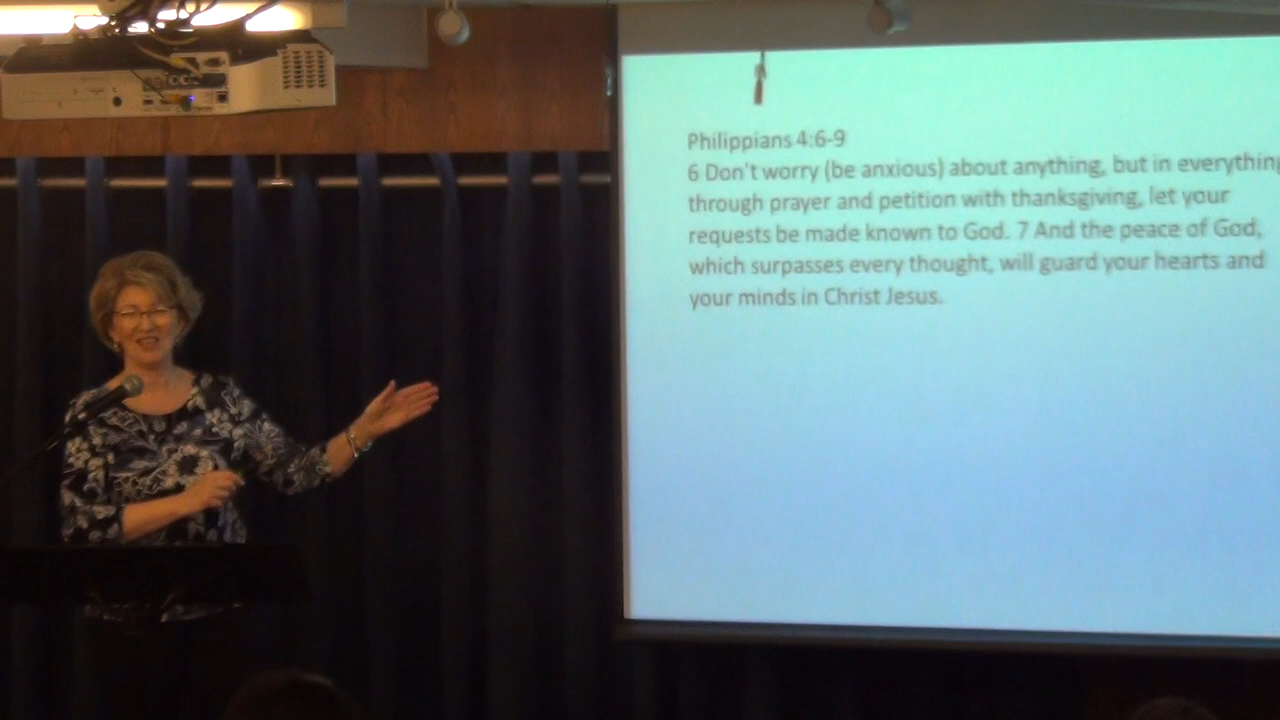 Philippians 4:6-9
6 Don't worry (be anxious) about anything, but in everything
through prayer and petition with thanksgiving, let your
requests be made known to God. 7 And the peace of God,
which surpasses every thought, will guard your hearts and
your minds in Christ Jesus.